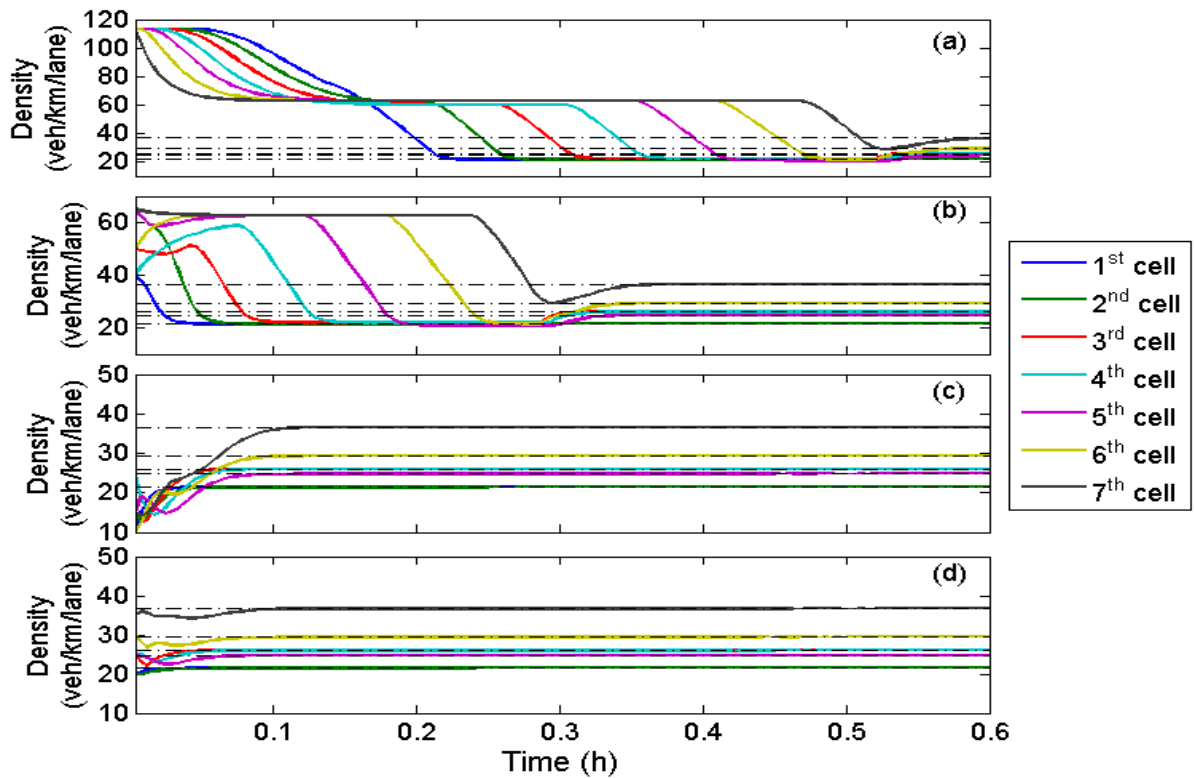 120
100
80
60
40
20
Density
(veh/km/lane)
(a)
60
40
20
Density
(veh/km/lane)
(b)
50
40
30
20
10
Density
(veh/km/lane)
(c)
50
40
30
20
10
Density
(veh/km/lane)
(d)
0.1 0.2 0.3 0.4 0.5 0.6
Time (h)
1st cell
2nd cell
3rd cell
4th cell
5th cell
6th cell
7th cell